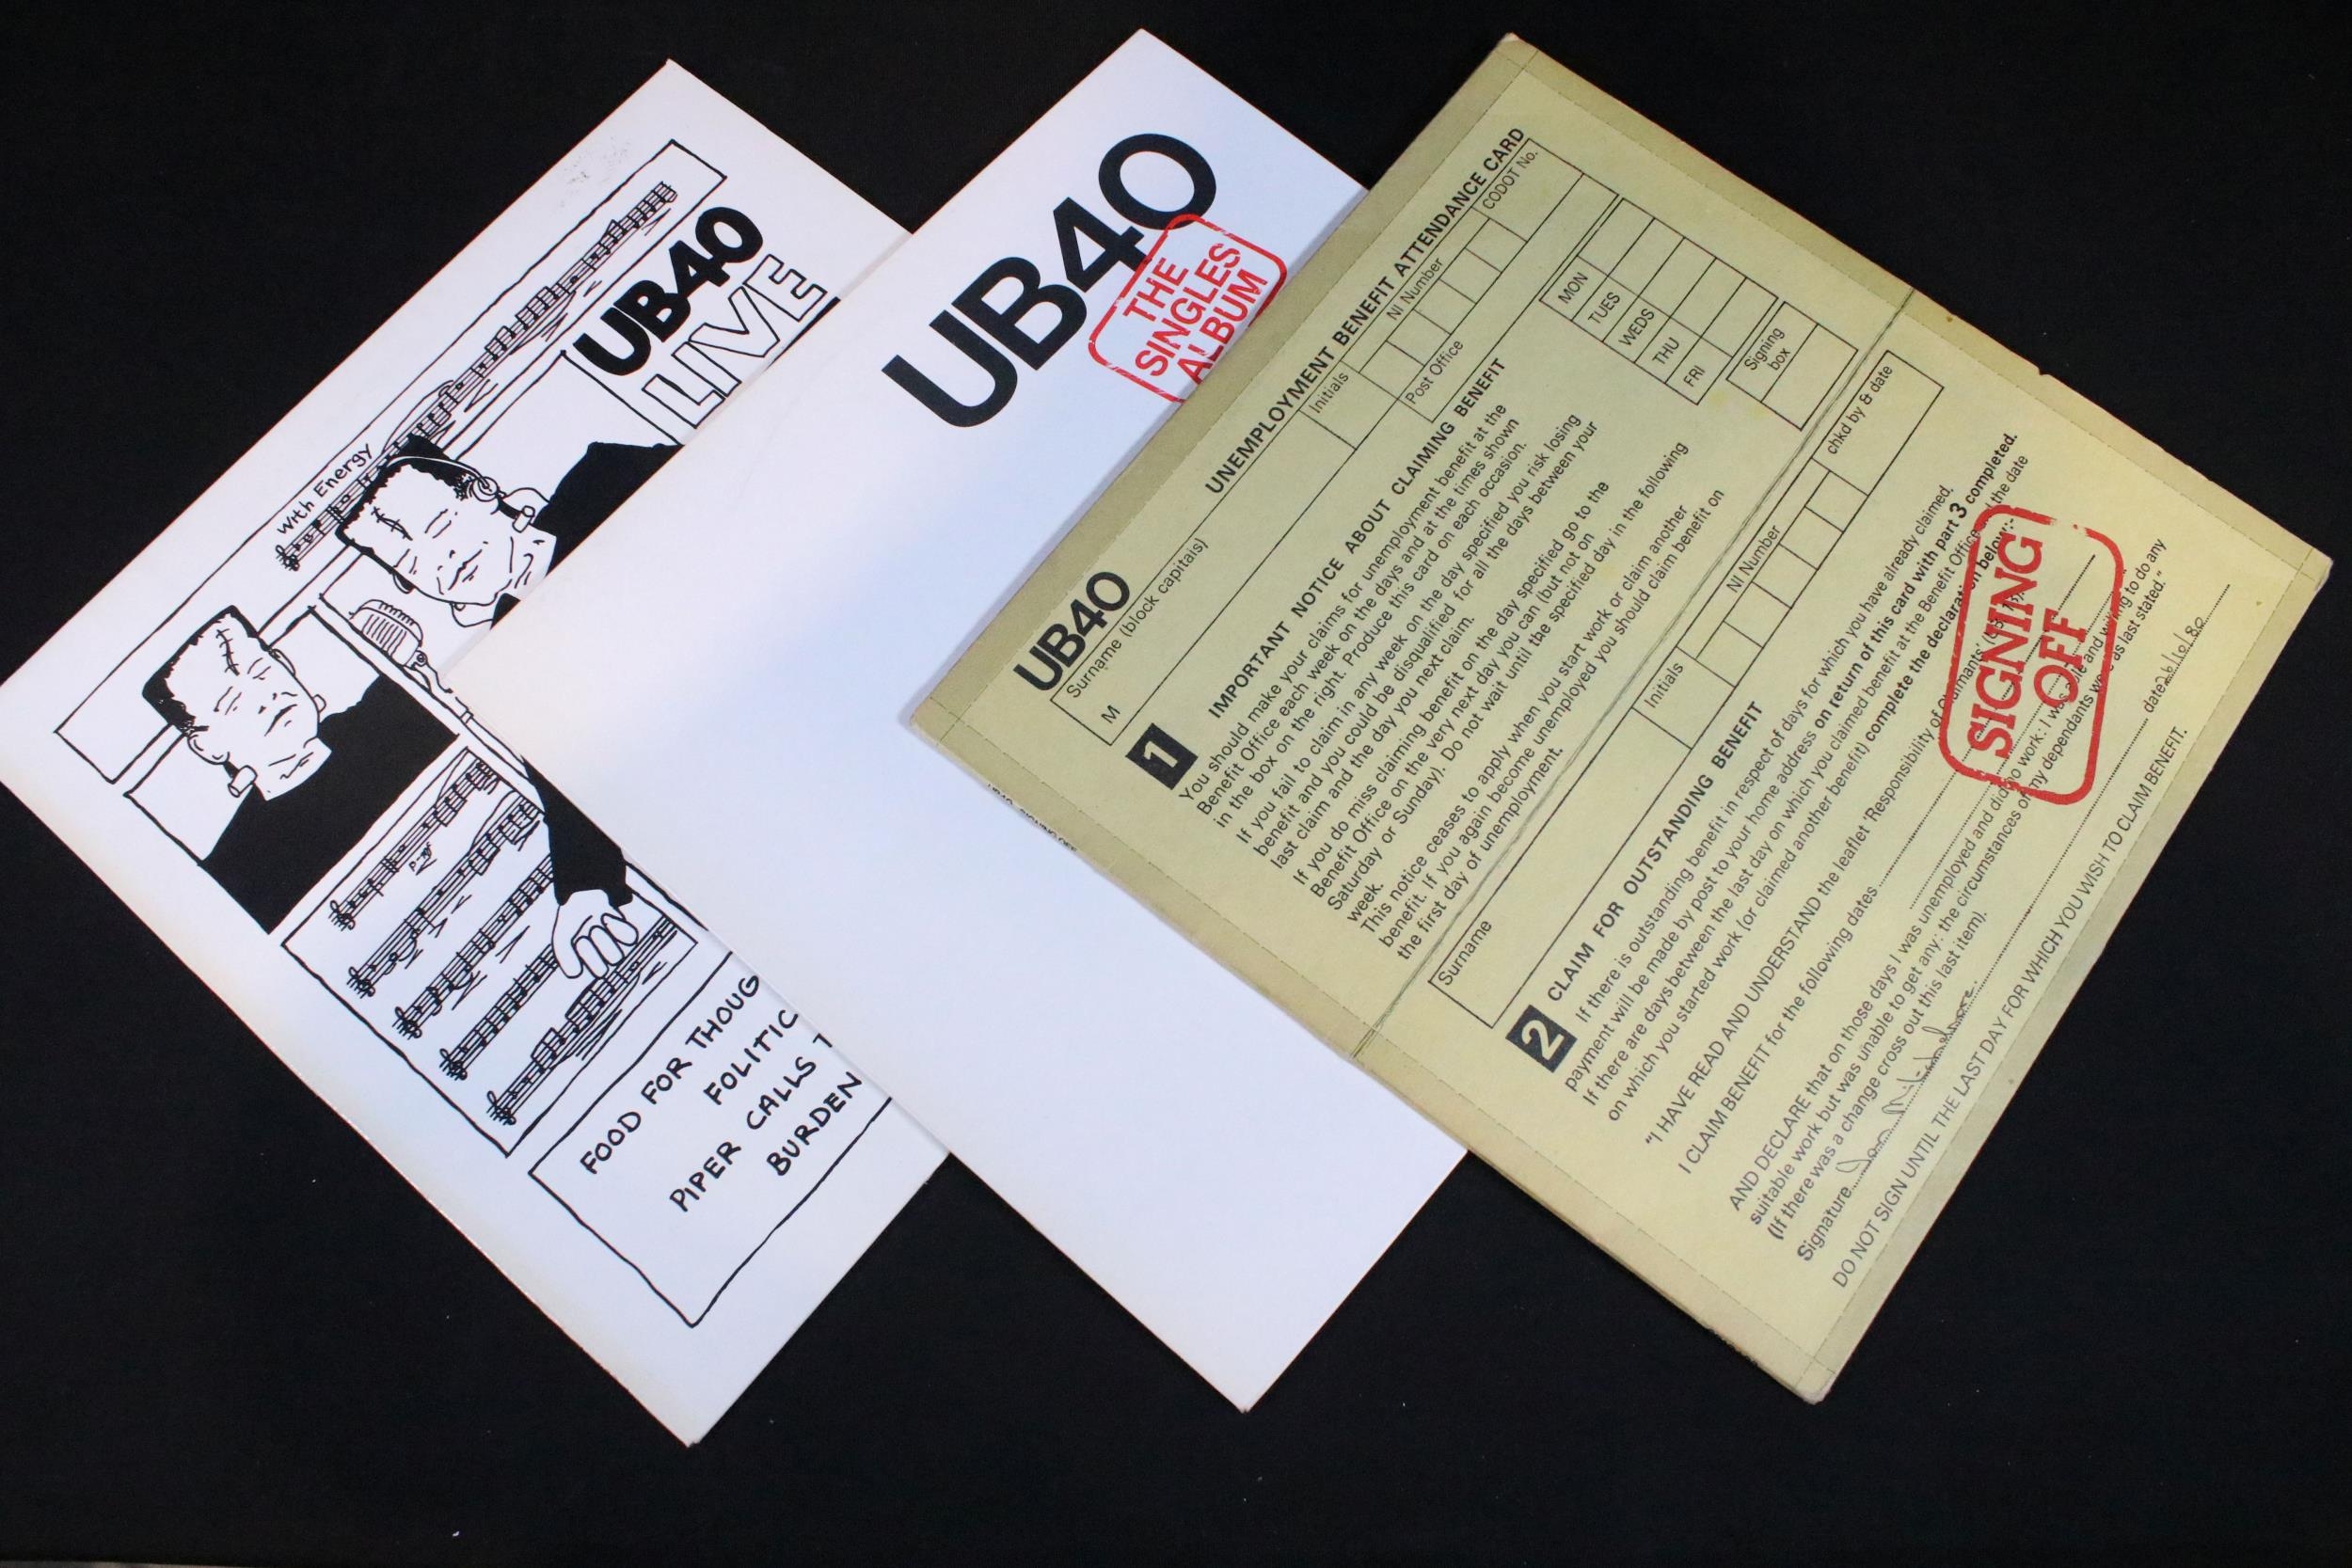 With Energy
UB40
LIVE
FOOD FOR THOUG
FOLITIC
PIPER CALLS T
BURDEN
UB40
THE
SINGLES
ALBUM
UB40
UNEMPLOYMENT BENEFIT ATTENDANCE CARD
Surname (block capitals)
Initials
NI Number
CODOT No.
M
Post Office
1
IMPORTANT NOTICE ABOUT CLAIMING BENEFIT
You should make your claims for unemployment benefit at the
Benefit Office each week on the days and at the times shown
in the box on the right. Produce this card on each occasion.
If you fail to claim in any week on the day specified you risk losing
benefit and you could be disqualified for all the days between your
last claim and the day you next claim.
If you do miss claiming benefit on the day specified go to the
Benefit Office on the very next day you can (but not on
Saturday or Sunday). Do not wait until the specified day in the following
week.
This notice ceases to apply when you start work or claim another
benefit. If you again become unemployed you should claim benefit on
the first day of unemployment.
MON
TUES
WEDS
THU
FRI
Signing
box
Surname
Initials
NI Number
chkd by & date
2
CLAIM FOR OUTSTANDING BENEFIT
If there is outstanding benefit in respect of days for which you have already claimed,
payment will be made by post to your home address on return of this card with part 3 completed.
If there are days between the last day on which you claimed benefit at the Benefit Office the date
on which you started work (or claimed another benefit) complete the declaration below:-
"I HAVE READ AND UNDERSTAND the leaflet 'Responsibility of
I CLAIM BENEFIT for the following dates
AND DECLARE that on those days I was unemployed and did no work: I was and willing to do any
suitable work but was unable to get any: the circumstances of my dependants were as last stated."
(If there was a change cross out this last item).
Signature
date 26/6/80
DO NOT SIGN UNTIL THE LAST DAY FOR WHICH YOU WISH TO CLAIM BENEFIT.
SIGNING
OFF